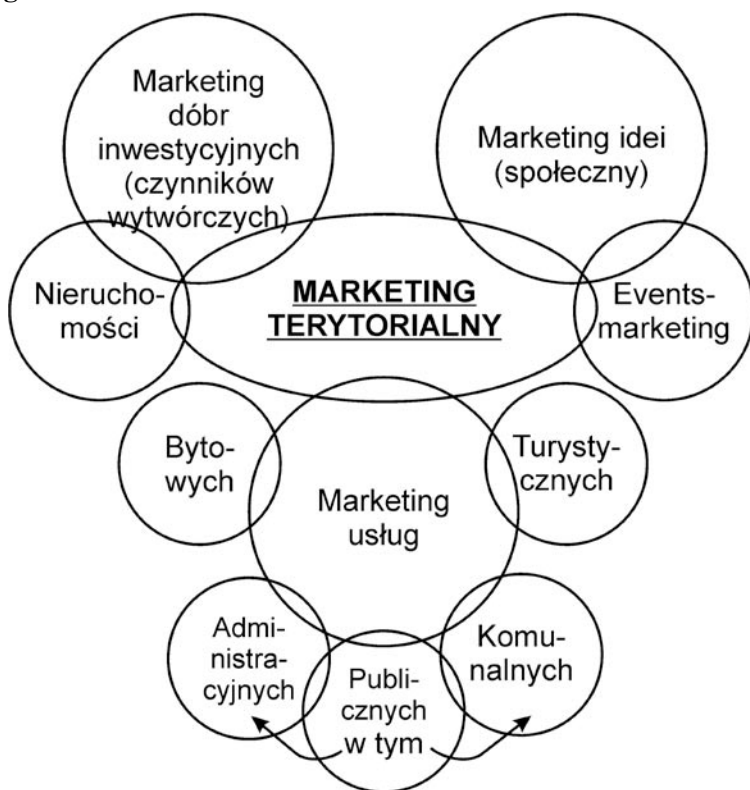 g
Marketing
dóbr
inwestycyjnych
(czynników
wytwórczych)
Marketing idei
(społeczny)
Nierucho-
mości
MARKETING
TERYTORIALNY
Events-
marketing
Byto-
wych
Marketing
usług
Turysty-
cznych
Admi-
nistra-
cyjnych
Publi-
cznych
w tym
Komu-
nalnych